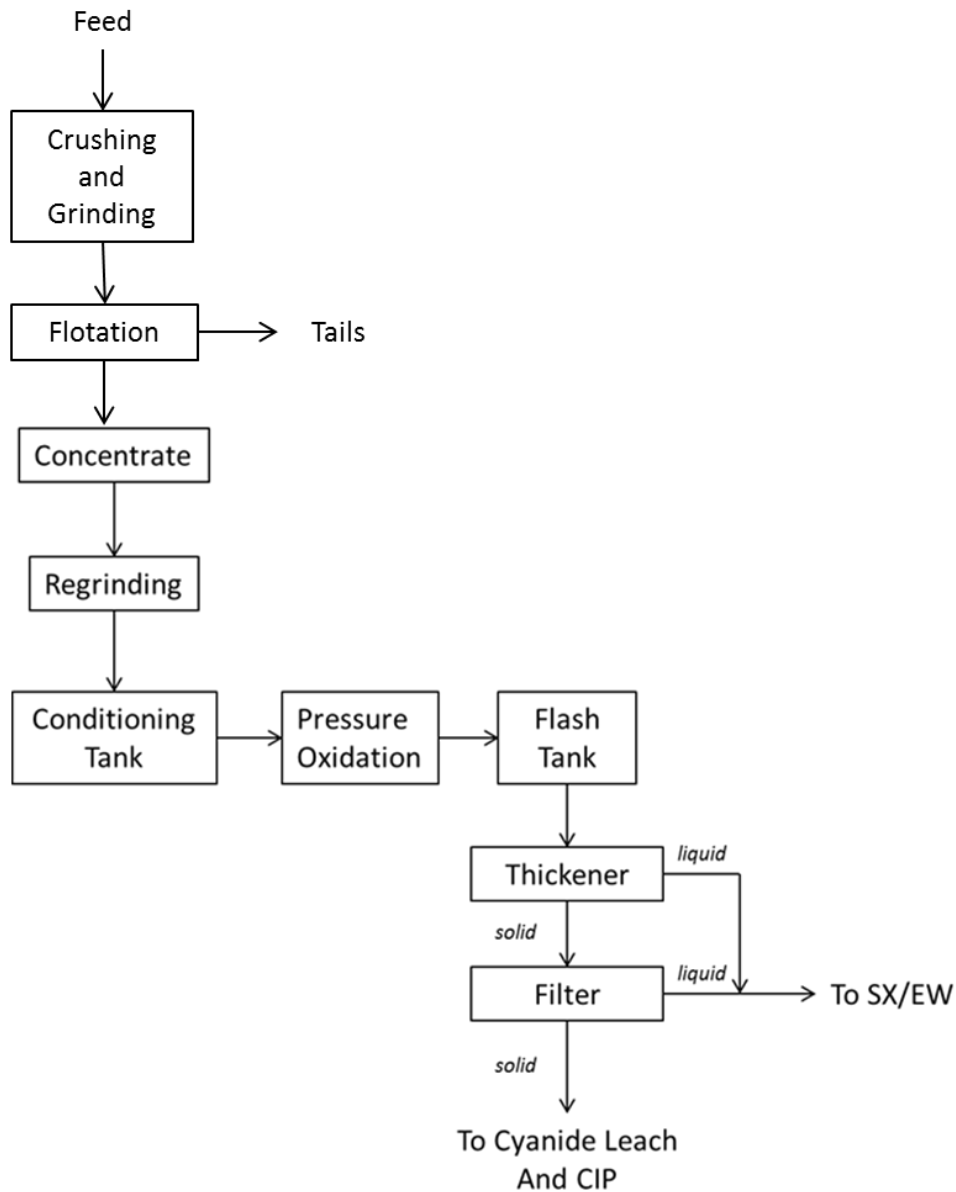 Feed
Crushing
and
Grinding
Flotation
Tails
Concentrate
Regrinding
Conditioning
Tank
Pressure
Oxidation
Flash
Tank
Thickener
liquid
solid
Filter
liquid
To SX/EW
solid
To Cyanide Leach
And CIP